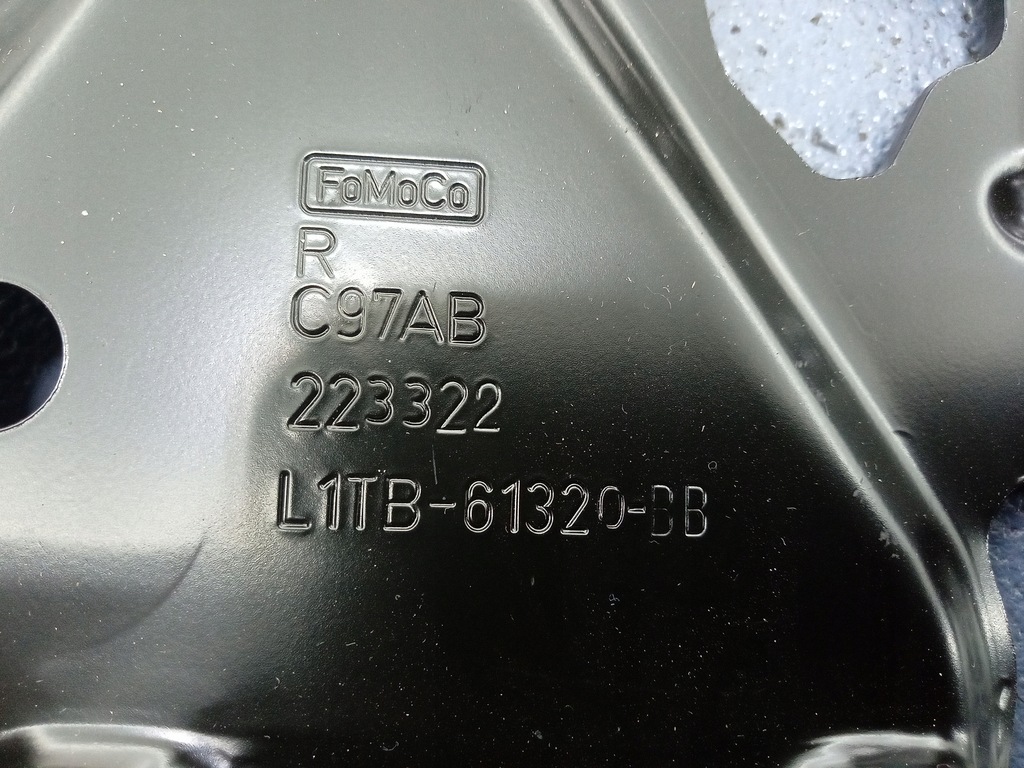 FoMoCo
R
C97AB
223322
L1TB-61320-BB